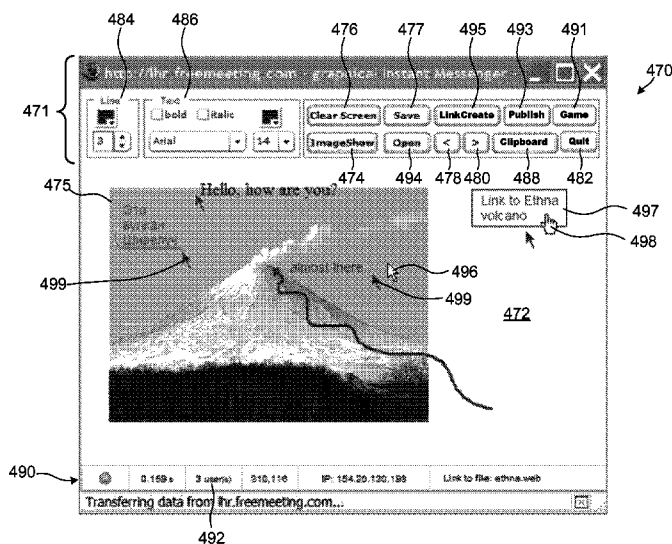 484 486 476 477 495 493 491
470
471
http://lhr.freemeeting.com - graphical Instant Messenger -
Line Text
bold italic
Clear Screen Save LinkCreate Publish Game
3 Arial 14
ImageShow Open < > Clipboard Quit
474 494 478 480 488 482
475
Hello, how are you?
Link to Ethna
volcano
497
498
almost there
496
499
499
472
490
0.169 s 3 user(s) 310,116 IP: 154.20.130.198 Link to file: ethna.web
Transferring data from lhr.freemeeting.com...
492